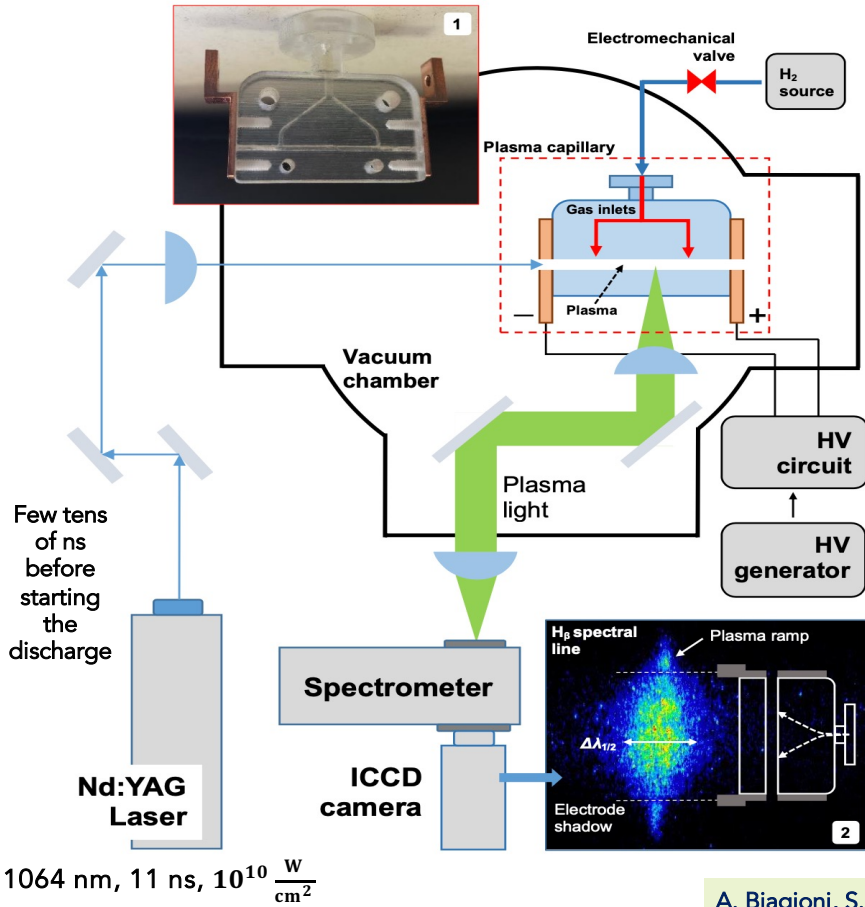 1
Electromechanical
valve
H₂
source
Plasma capillary
Gas inlets
Plasma
–
+
Vacuum
chamber
HV
circuit
Plasma
light
HV
generator
Few tens
of ns
before
starting
the
discharge
Spectrometer
Hβ spectral
line
Plasma ramp
Δλ1/2
Nd:YAG
Laser
ICCD
camera
Electrode
shadow
2
1064 nm, 11 ns, 10¹⁰ W/cm²
A. Biagioni, S.